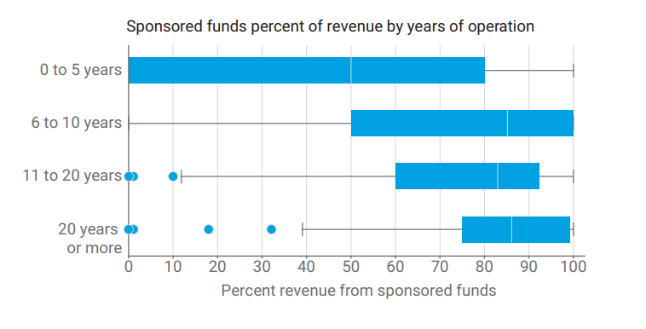 Sponsored funds percent of revenue by years of operation
0 to 5 years
6 to 10 years
11 to 20 years
20 years
or more
0 10 20 30 40 50 60 70 80 90 100
Percent revenue from sponsored funds